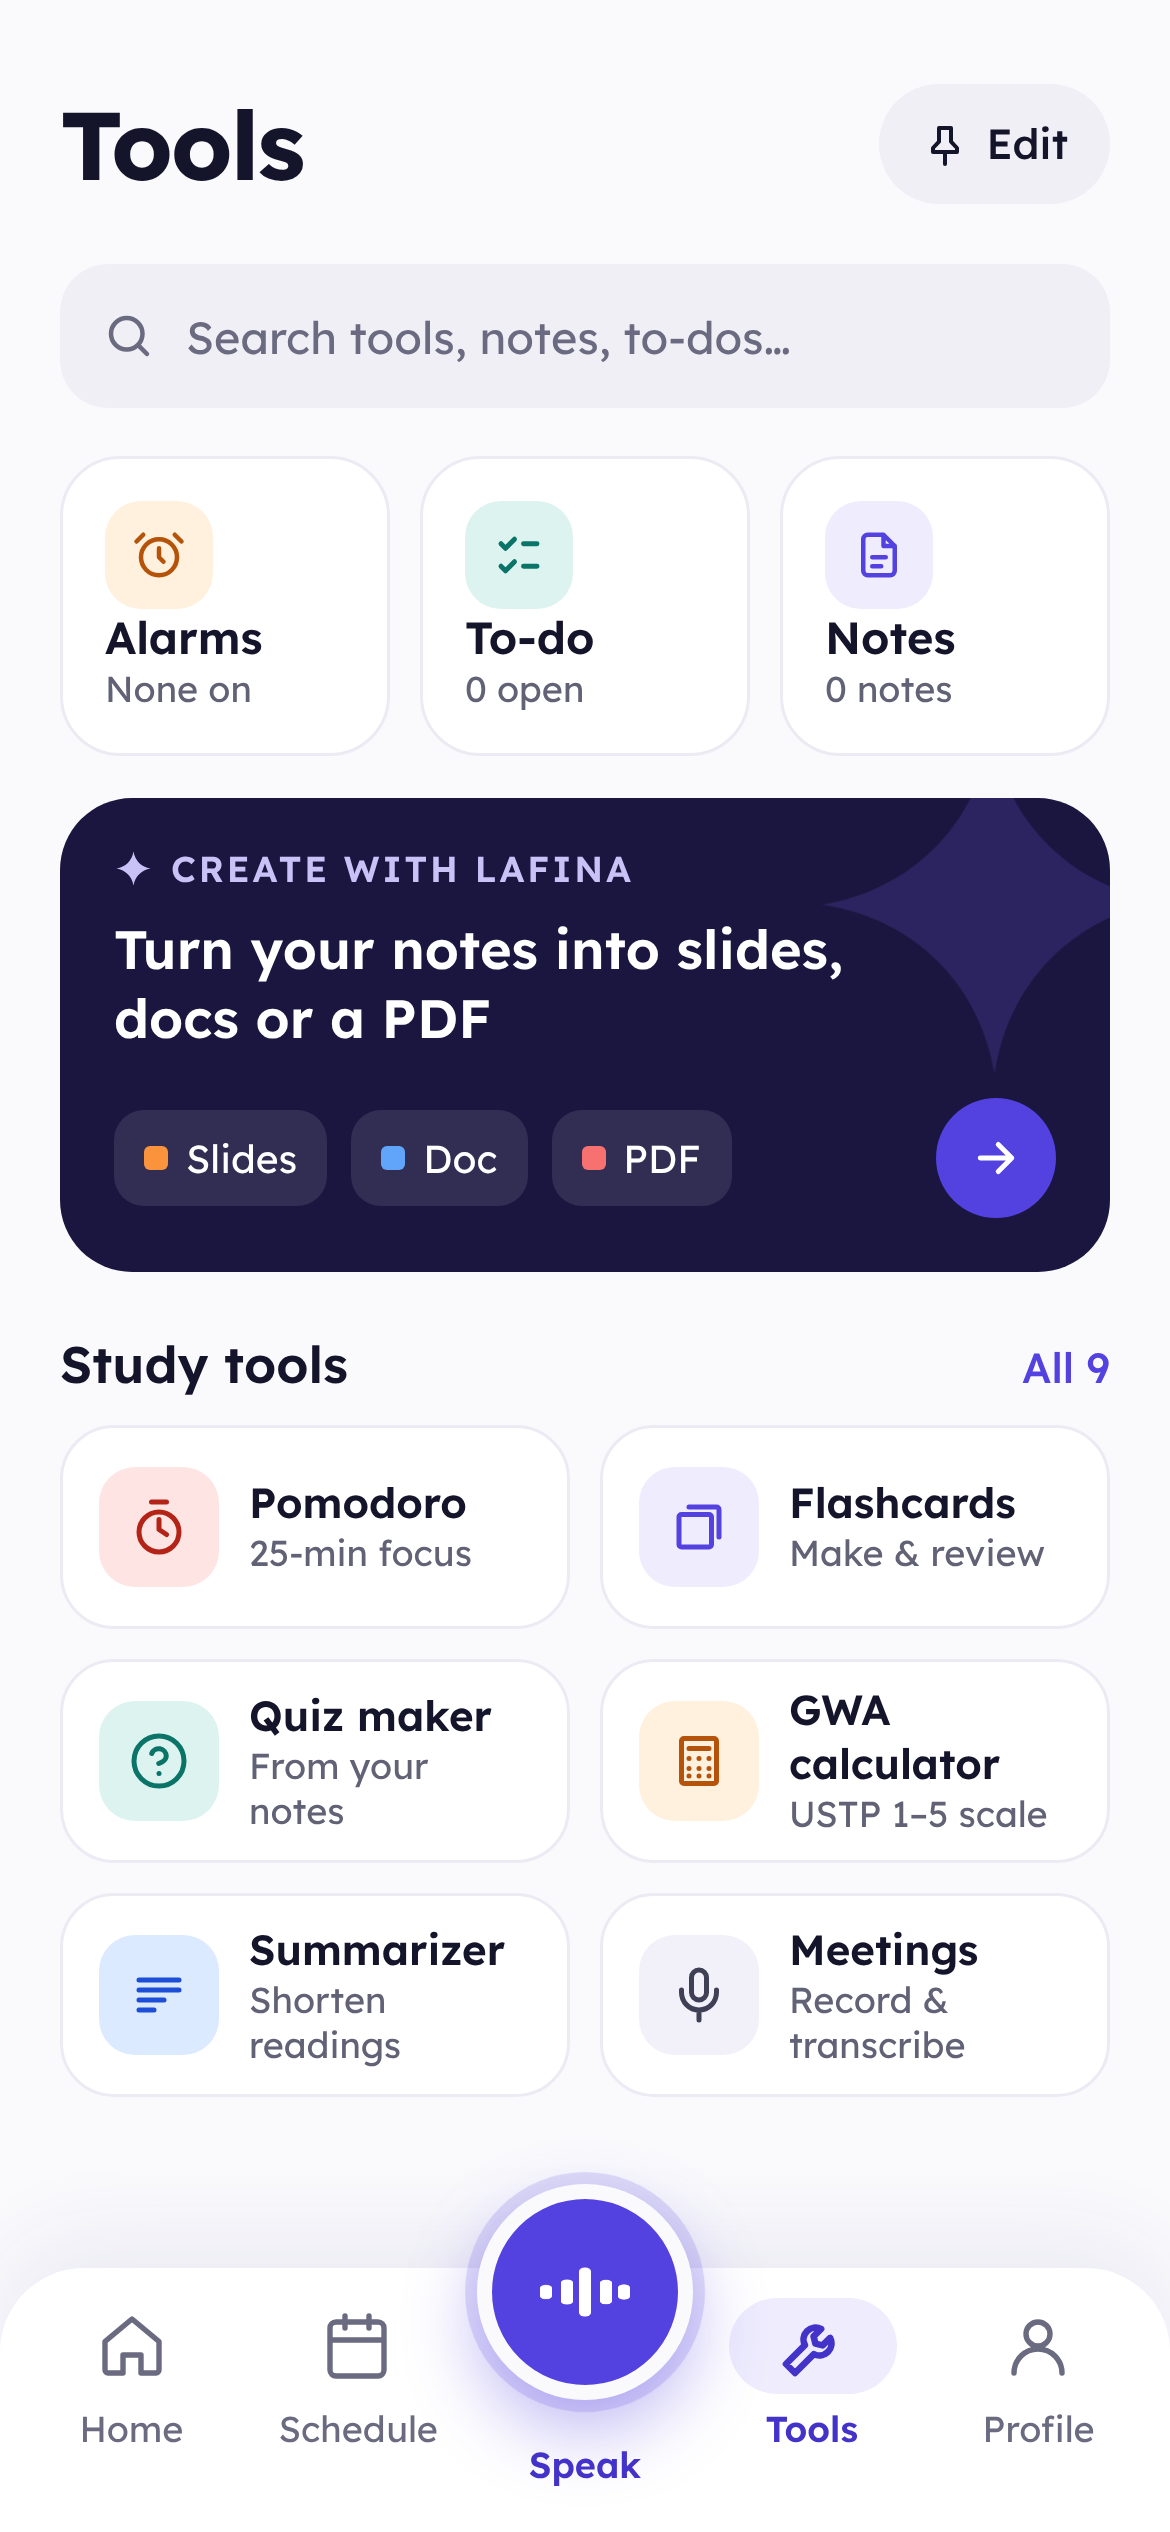 Tools
Edit
Search tools, notes, to-dos...
Alarms
None on
To-do
0 open
Notes
0 notes
CREATE WITH LAFINA
Turn your notes into slides,
docs or a PDF
Slides
Doc
PDF
Study tools
All 9
Pomodoro
25-min focus
Flashcards
Make & review
Quiz maker
From your
notes
GWA
calculator
USTP 1–5 scale
Summarizer
Shorten
readings
Meetings
Record &
transcribe
Home
Schedule
Speak
Tools
Profile